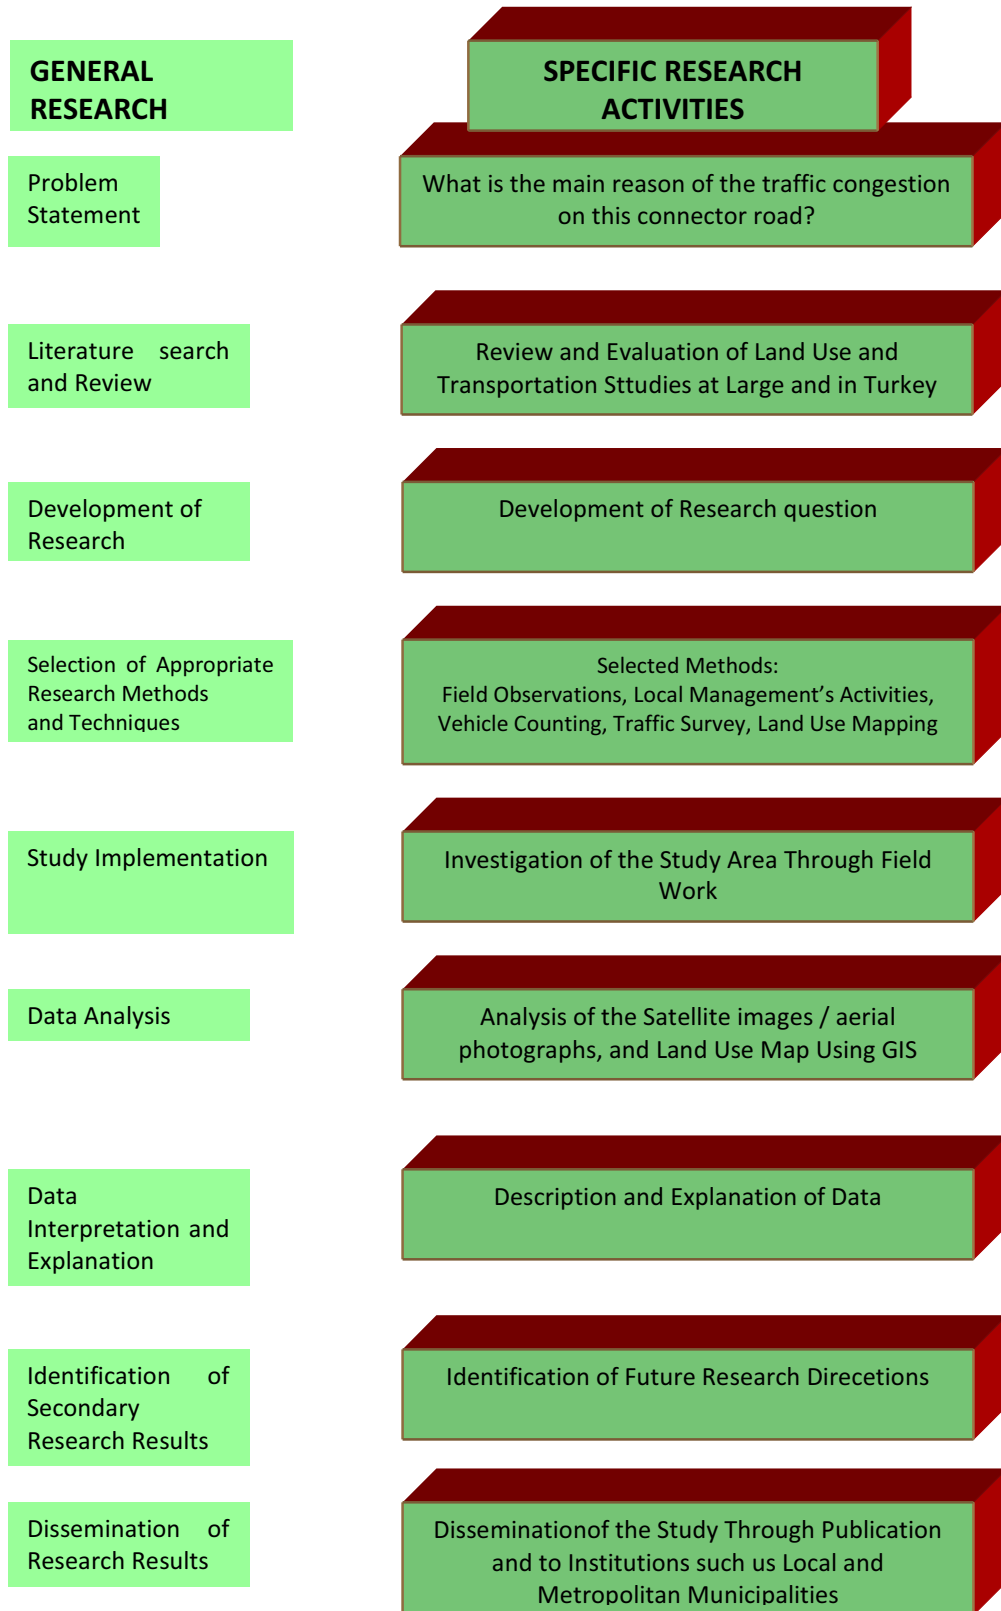 GENERAL
RESEARCH
SPECIFIC RESEARCH
ACTIVITIES
Problem
Statement
What is the main reason of the traffic congestion
on this connector road?
Literature search
and Review
Review and Evaluation of Land Use and
Transportation Sttudies at Large and in Turkey
Development of
Research
Development of Research question
Selection of Appropriate
Research Methods
and Techniques
Selected Methods:
Field Observations, Local Management’s Activities,
Vehicle Counting, Traffic Survey, Land Use Mapping
Study Implementation
Investigation of the Study Area Through Field
Work
Data Analysis
Analysis of the Satellite images / aerial
photographs, and Land Use Map Using GIS
Data
Interpretation and
Explanation
Description and Explanation of Data
Identification of
Secondary
Research Results
Identification of Future Research Direcetions
Dissemination of
Research Results
Disseminationof the Study Through Publication
and to Institutions such us Local and
Metropolitan Municipalities